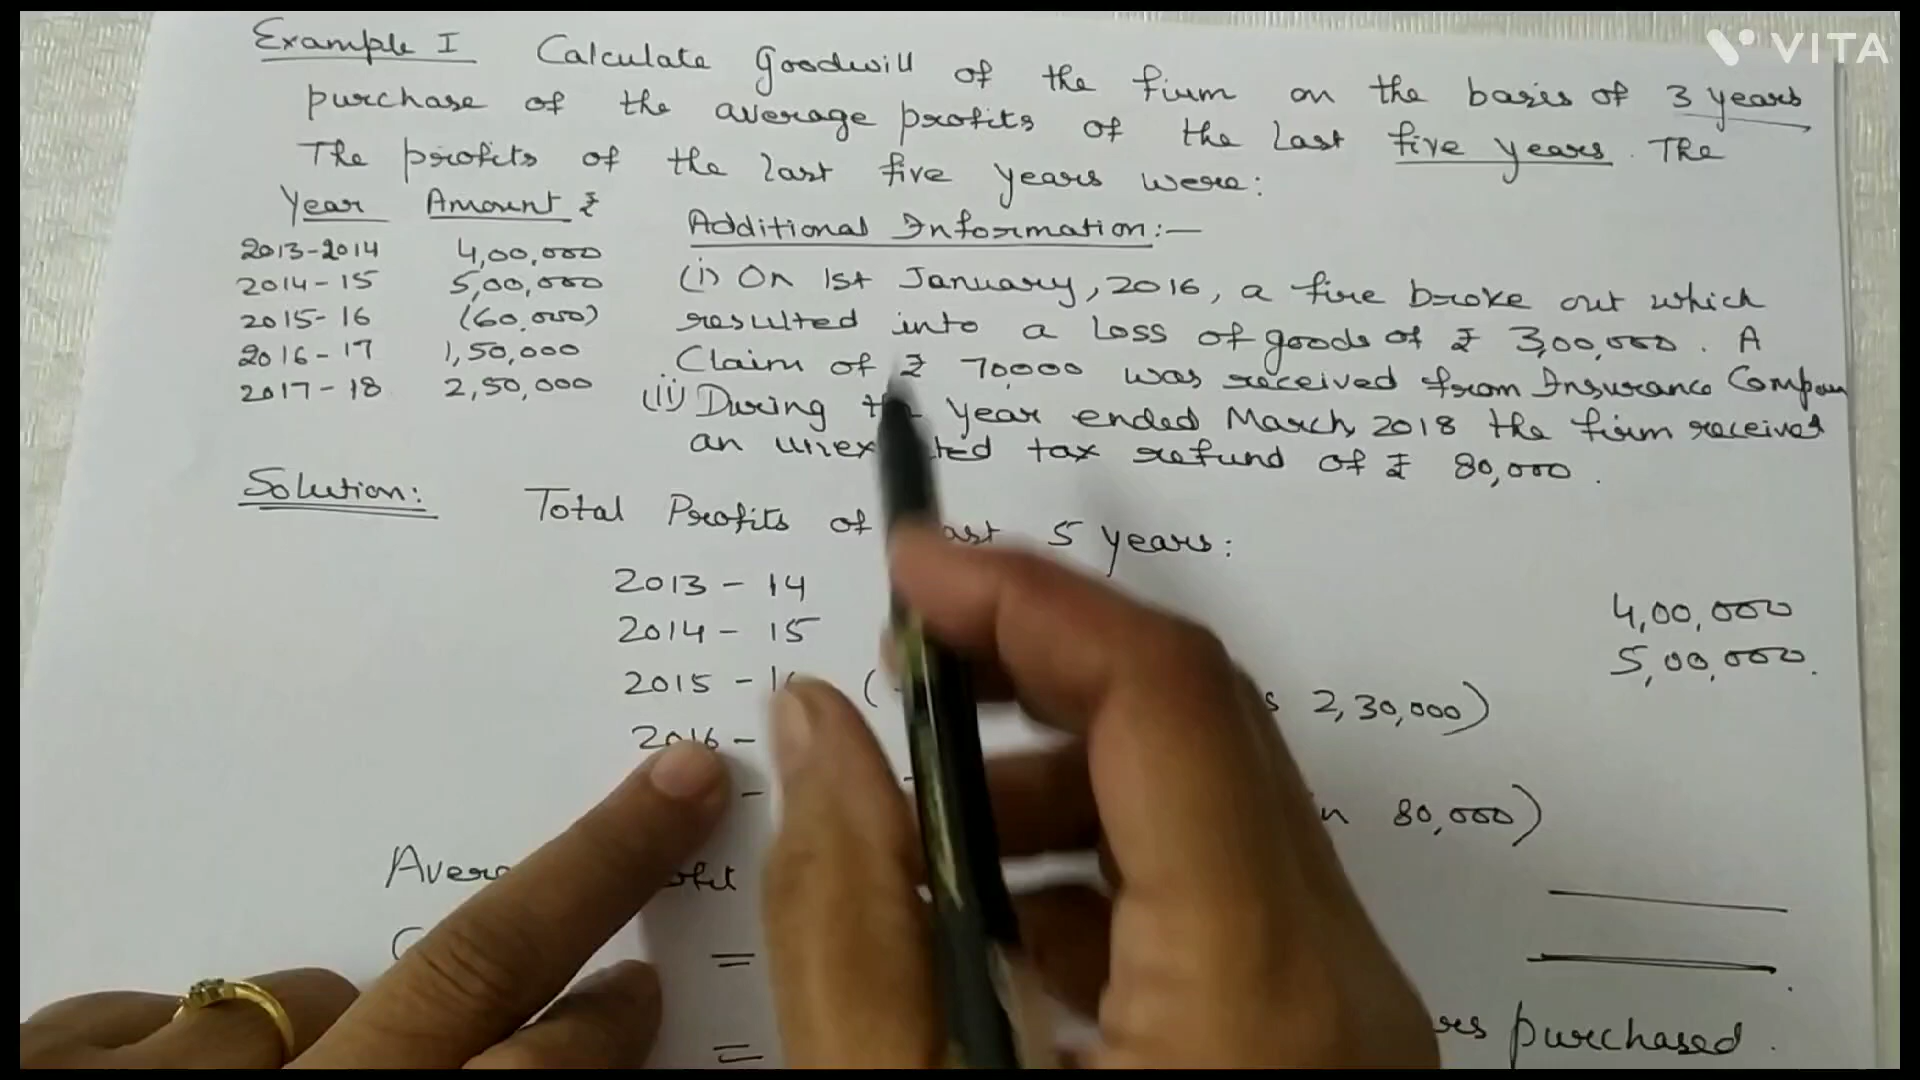 VITA
Example I Calculate Goodwill of the firm on the basis of 3 years
purchase of the average profits of the last five years. The
The profits of the last five years were:
Year Amount ₹
2013-2014 4,00,000
2014-15 5,00,000
2015-16 (60,000)
2016-17 1,50,000
2017-18 2,50,000
Additional Information:-
(i) On 1st January, 2016, a fire broke out which
resulted into a loss of goods of ₹ 3,00,000. A
Claim of ₹ 70,000 was received from Insurance
(ii) During year ended March, 2018 the firm received
an tax refund of ₹ 80,000.
Solution: Total Profits of 5 years:
2013-14 4,00,000
2014-15 5,00,000.
2015- ( 2,30,000)
2016-
- 80,000)
=
= purchased.